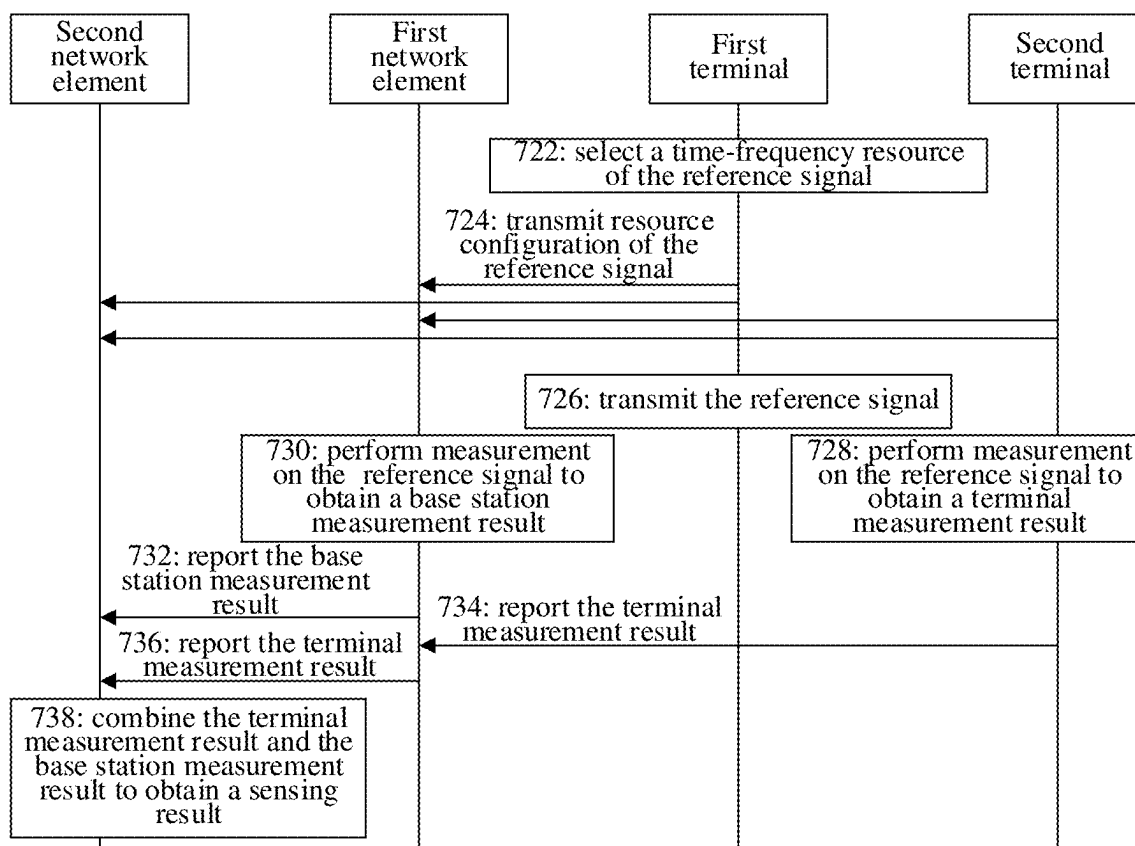 Second
network
element
First
network
element
First
terminal
Second
terminal
722: select a time-frequency resource
of the reference signal
724: transmit resource
configuration of the
reference signal
726: transmit the reference signal
730: perform measurement
on the reference signal to
obtain a base station
measurement result
728: perform measurement
on the reference signal to
obtain a terminal
measurement result
732: report the base
station measurement
result
734: report the terminal
measurement result
736: report the terminal
measurement result
738: combine the terminal
measurement result and the
base station measurement
result to obtain a sensing
result